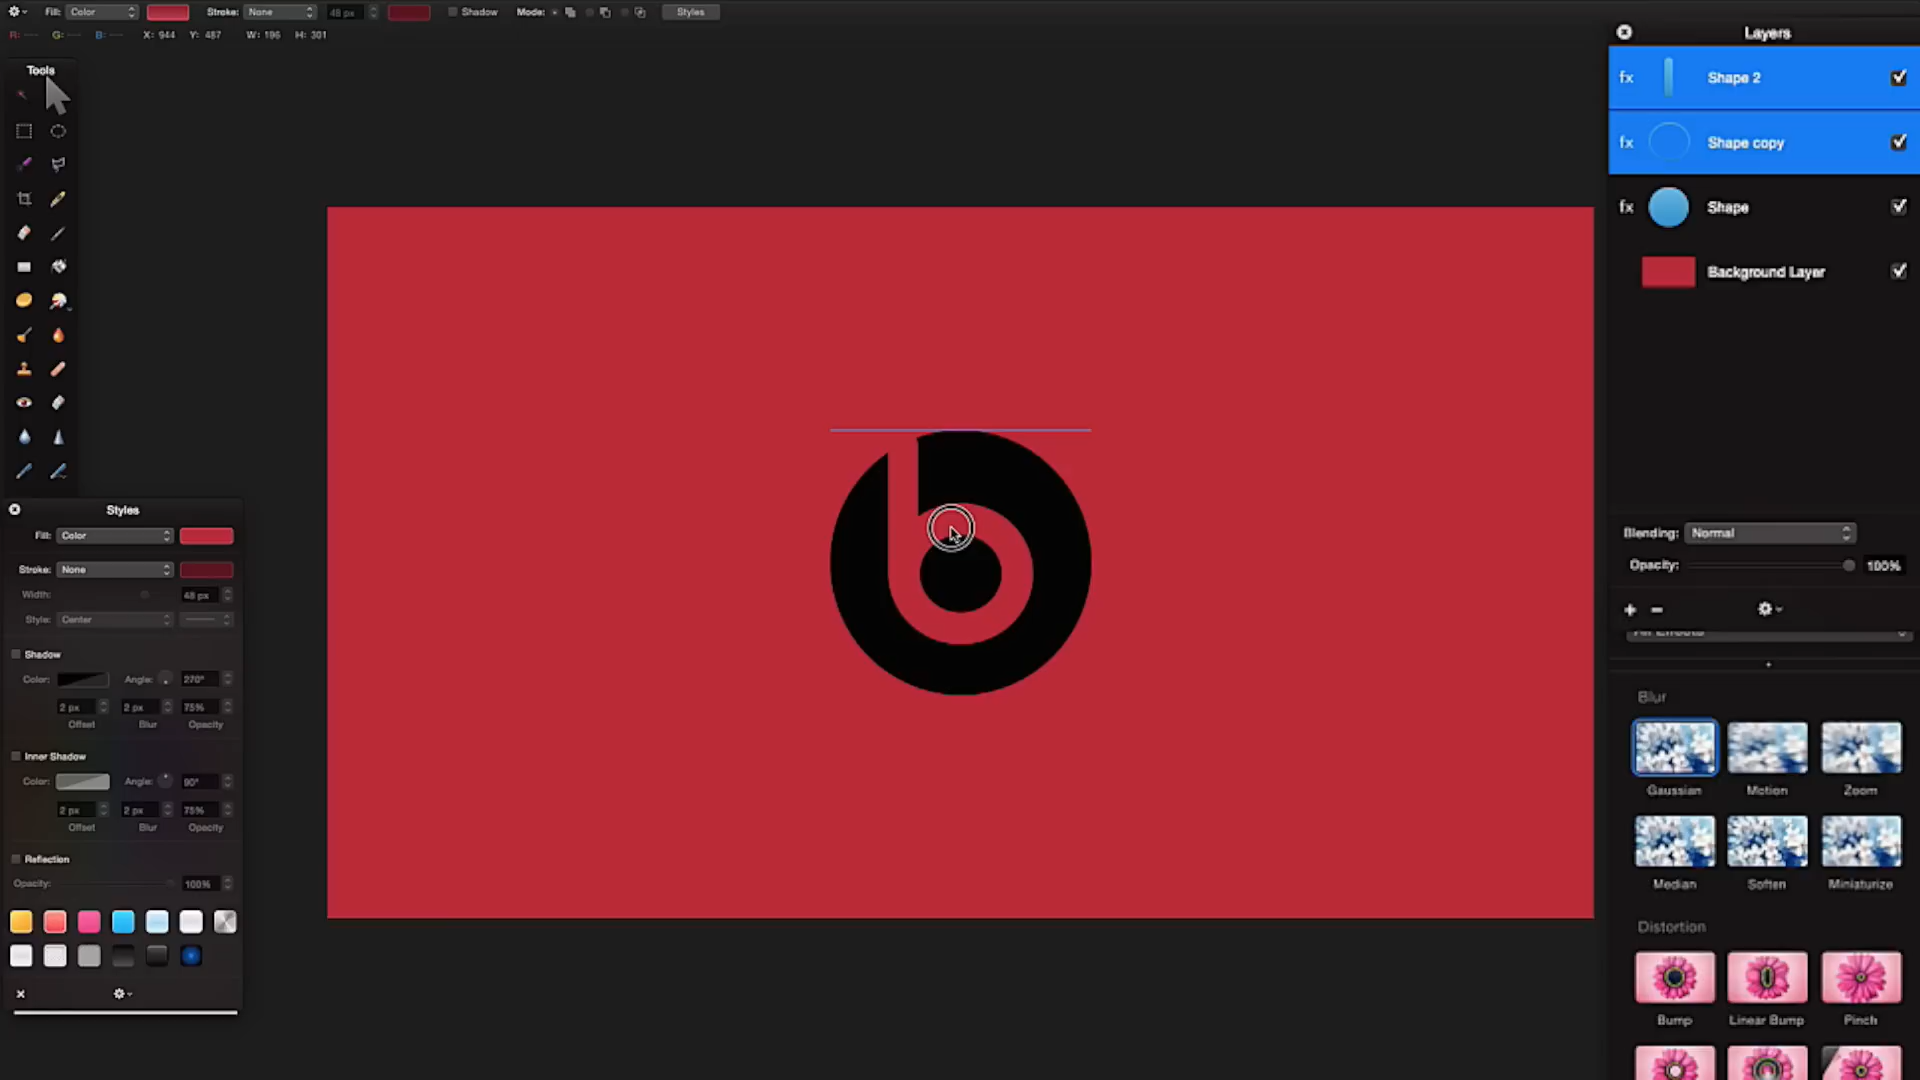 Fill: Color Stroke: None 48 px Shadow Mode: Styles
R: --- G: --- B: --- X: 944 Y: 487 W: 196 H: 301
Tools
Layers
fx Shape 2
fx Shape copy
fx Shape
Background Layer
Blending: Normal
Opacity: 100%
All Effects
Blur
Gaussian Motion Zoom
Median Soften Miniaturize
Distortion
Bump Linear Bump Pinch
Styles
Fill: Color
Stroke: None
Width: 48 px
Style: Center
Shadow
Color: Angle: 270°
2 px 2 px 75%
Offset Blur Opacity
Inner Shadow
Color: Angle: 90°
2 px 2 px 75%
Offset Blur Opacity
Reflection
Opacity: 100%
b